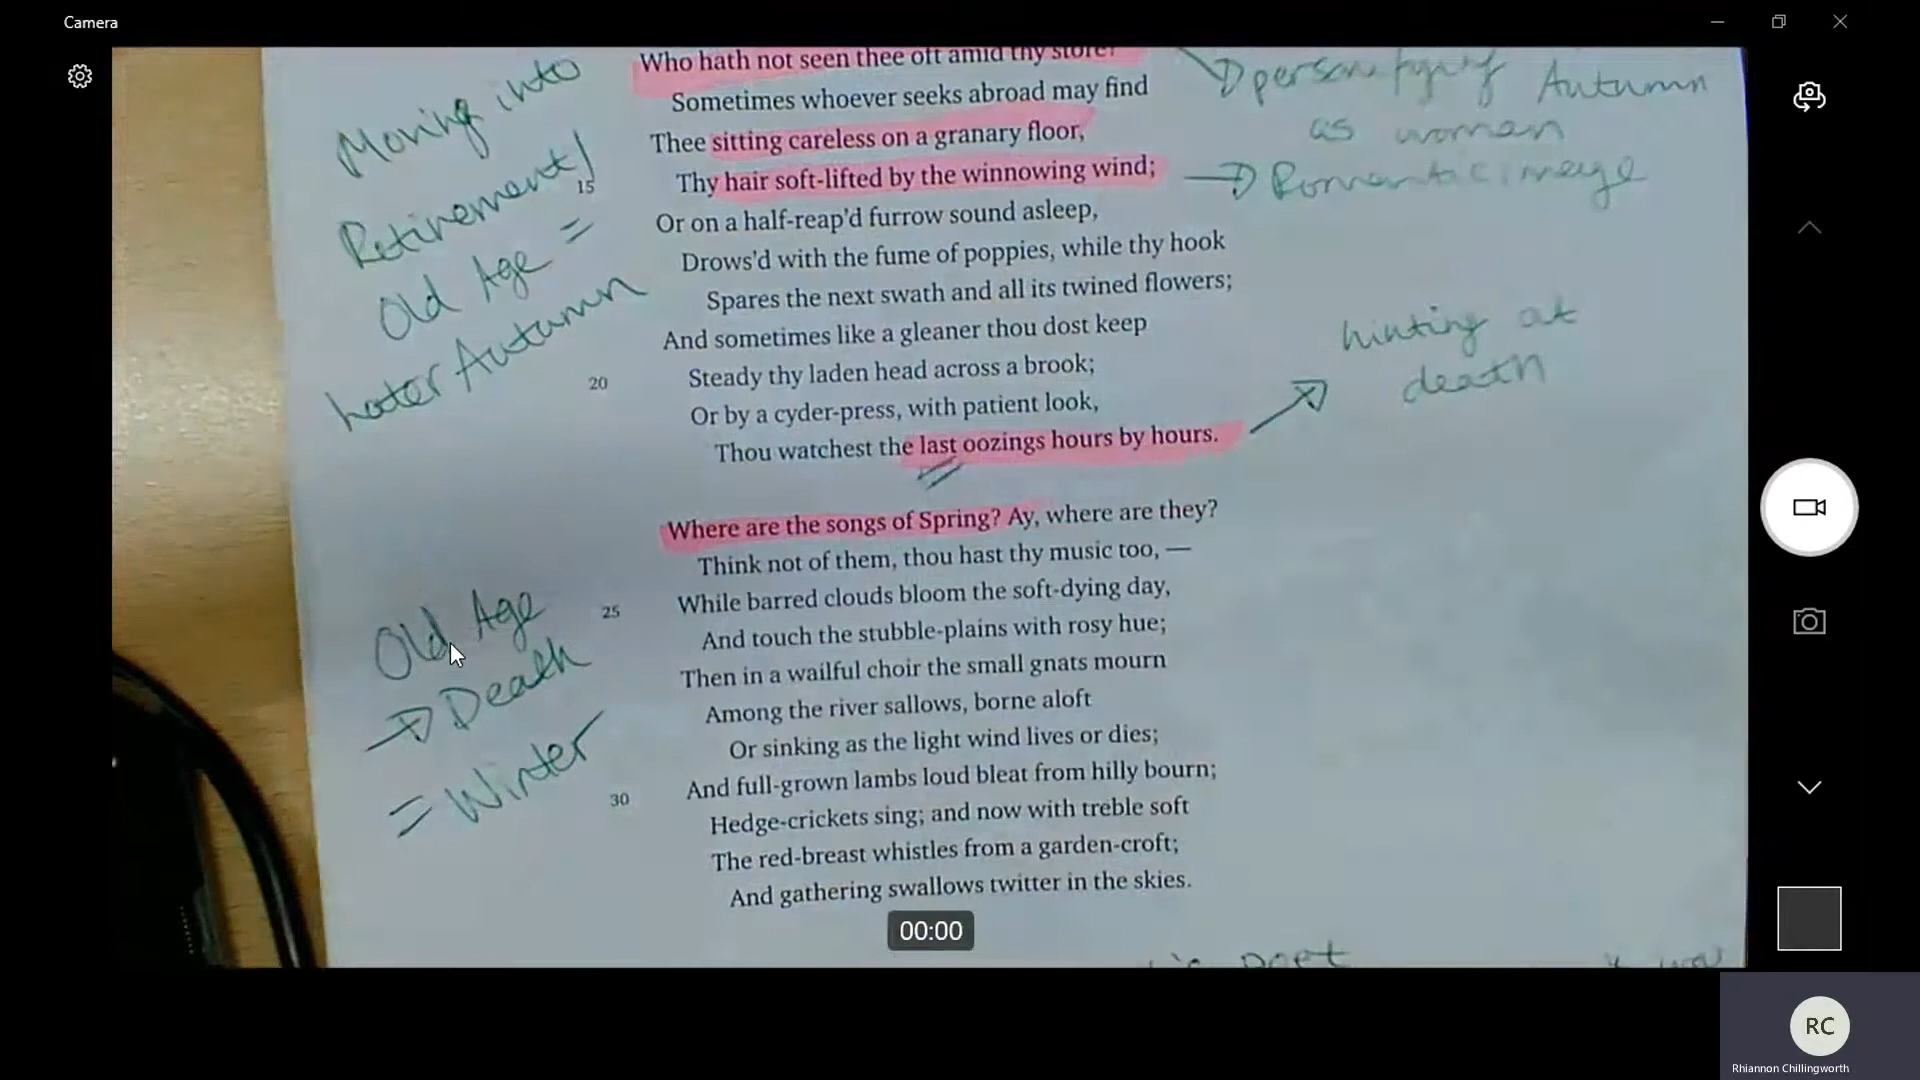 Camera
Who hath not seen thee oft amid thy store?
Sometimes whoever seeks abroad may find
Thee sitting careless on a granary floor,
15 Thy hair soft-lifted by the winnowing wind;
Or on a half-reap'd furrow sound asleep,
Drows'd with the fume of poppies, while thy hook
Spares the next swath and all its twined flowers;
And sometimes like a gleaner thou dost keep
20 Steady thy laden head across a brook;
Or by a cyder-press, with patient look,
Thou watchest the last oozings hours by hours.
Where are the songs of Spring? Ay, where are they?
Think not of them, thou hast thy music too, —
25 While barred clouds bloom the soft-dying day,
And touch the stubble-plains with rosy hue;
Then in a wailful choir the small gnats mourn
Among the river sallows, borne aloft
Or sinking as the light wind lives or dies;
30 And full-grown lambs loud bleat from hilly bourn;
Hedge-crickets sing; and now with treble soft
The red-breast whistles from a garden-croft;
And gathering swallows twitter in the skies.
Moving into
Retirement/
Old Age =
later Autumn
Old Age
→ Death
= Winter
→ personifying Autumn
as woman
→ Romantic image
hinting at
death
poet
00:00
RC
Rhiannon Chillingworth